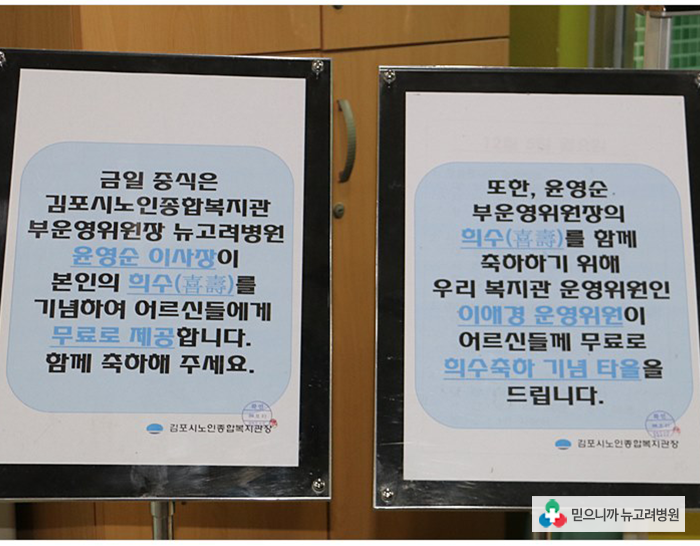 금일 중식은
김포시노인종합복지관
부운영위원장 뉴고려병원
윤영순 이사장이
본인의 희수(喜壽)를
기념하여 어르신들에게
무료로 제공합니다.
함께 축하해 주세요.
김포시노인종합복지관장
또한, 윤영순
부운영위원장의
희수(喜壽)를 함께
축하하기 위해
우리 복지관 운영위원인
이애경 운영위원이
어르신들께 무료로
희수축하 기념 타올을
드립니다.
김포시노인종합복지관장
믿으니까 뉴고려병원